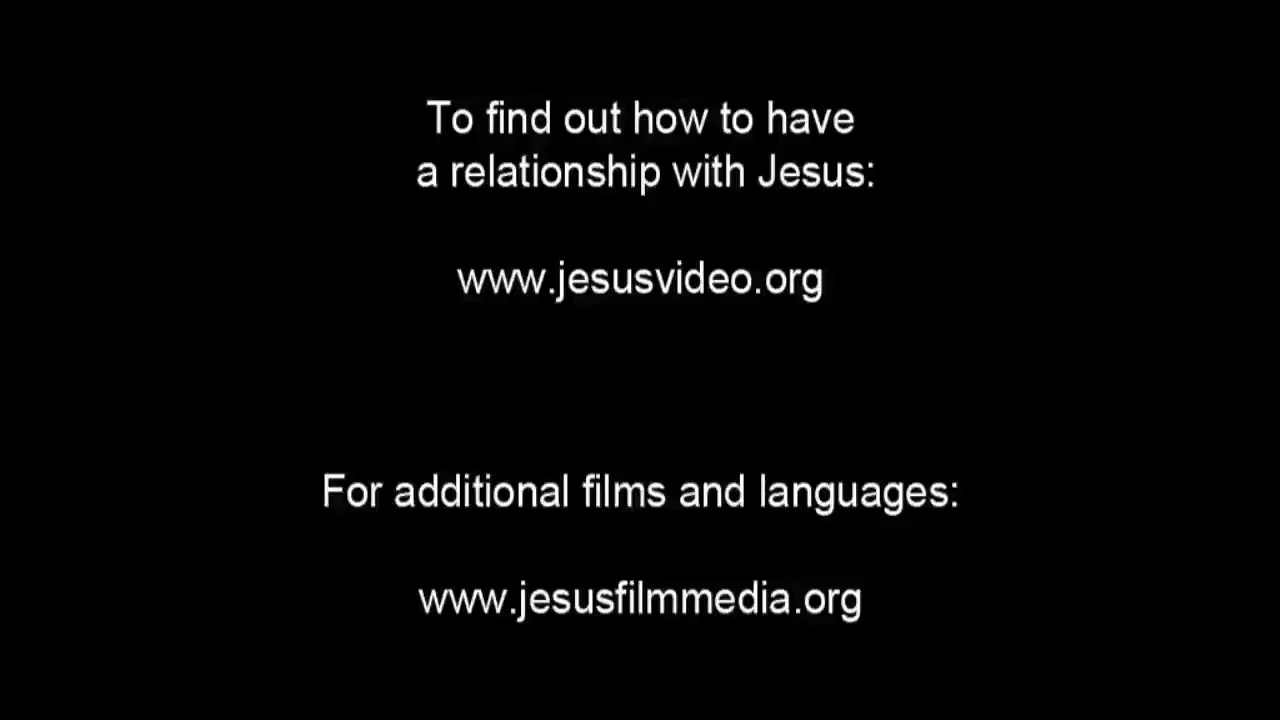 To find out how to have
a relationship with Jesus:
www.jesusvideo.org
For additional films and languages:
www.jesusfilmmedia.org